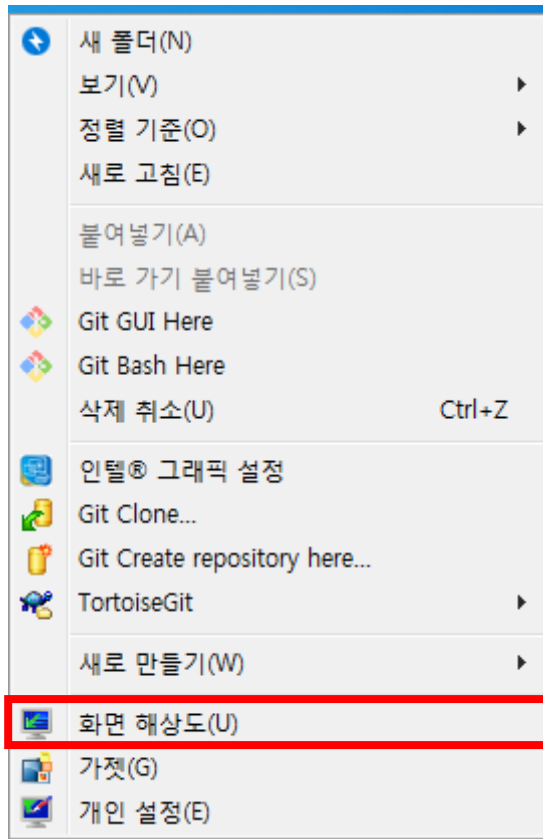 새 폴더(N)
보기(V)
정렬 기준(O)
새로 고침(E)
붙여넣기(A)
바로 가기 붙여넣기(S)
Git GUI Here
Git Bash Here
삭제 취소(U) Ctrl+Z
인텔® 그래픽 설정
Git Clone...
Git Create repository here...
TortoiseGit
새로 만들기(W)
화면 해상도(U)
가젯(G)
개인 설정(E)